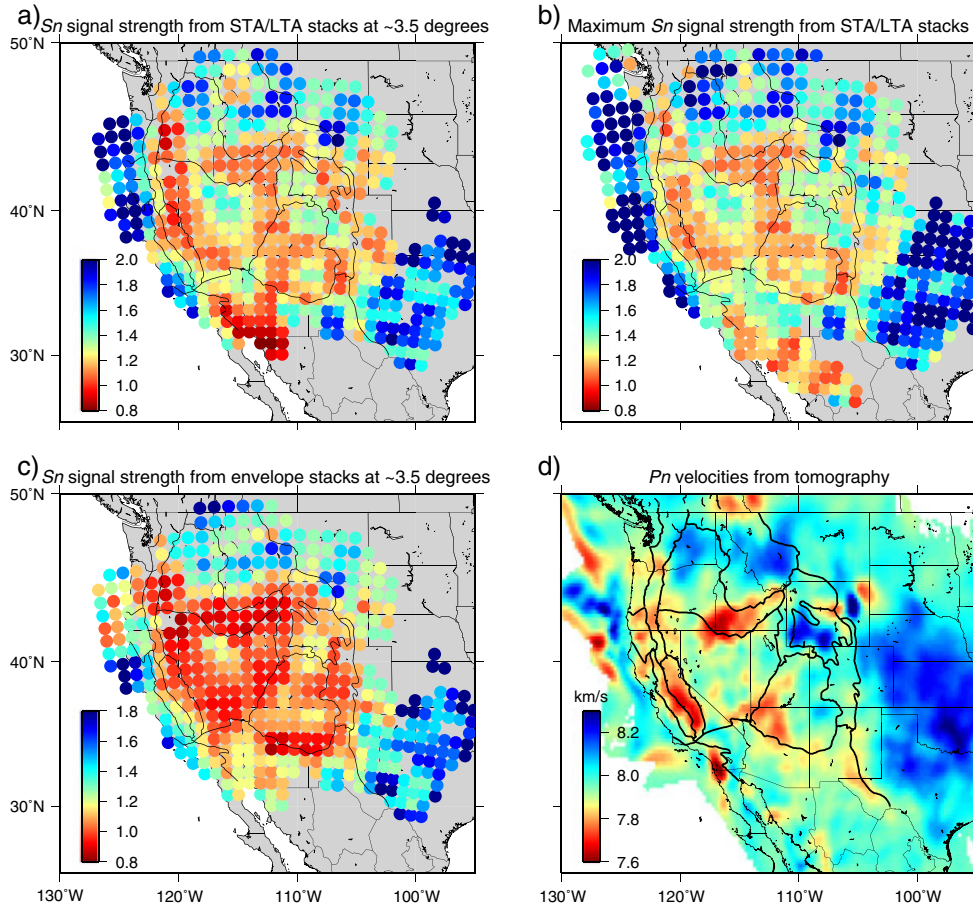 a) Sn signal strength from STA/LTA stacks at ~3.5 degrees
50°N
40°N
30°N
2.0
1.8
1.6
1.4
1.2
1.0
0.8
b) Maximum Sn signal strength from STA/LTA stacks
2.0
1.8
1.6
1.4
1.2
1.0
0.8
c) Sn signal strength from envelope stacks at ~3.5 degrees
50°N
40°N
30°N
1.8
1.6
1.4
1.2
1.0
0.8
130°W 120°W 110°W 100°W
d) Pn velocities from tomography
km/s
8.2
8.0
7.8
7.6
130°W 120°W 110°W 100°W